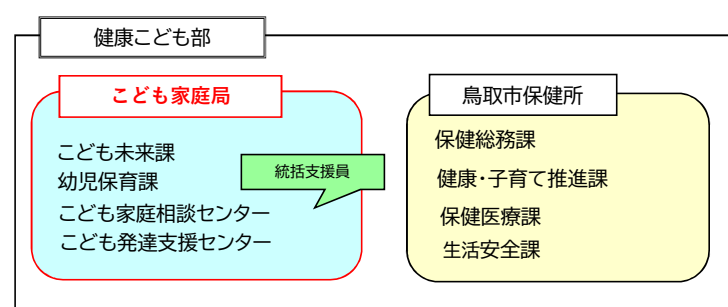 健康こども部
こども家庭局
こども未来課
幼児保育課
こども家庭相談センター
こども発達支援センター
統括支援員
鳥取市保健所
保健総務課
健康・子育て推進課
保健医療課
生活安全課